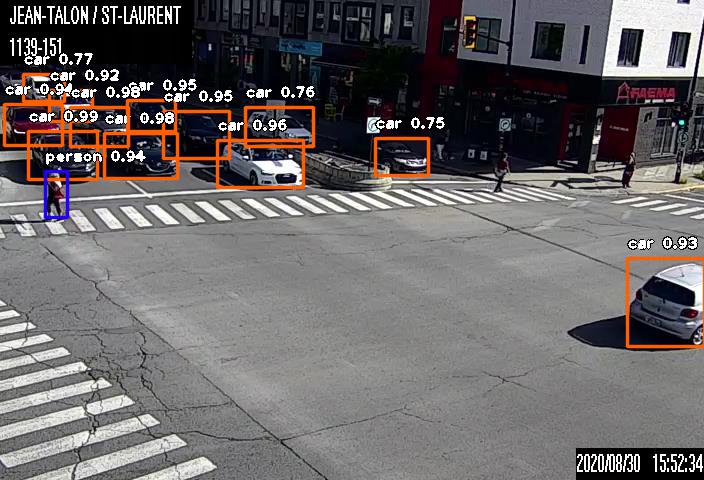 JEAN-TALON / ST-LAURENT
1139-151
car 0.77
car 0.92
car 0.94
car 0.98
car 0.95
car 0.95
car 0.76
car 0.99
car 0.98
car 0.96
car 0.75
person 0.94
FAEMA
car 0.93
2020/08/30 15:52:34